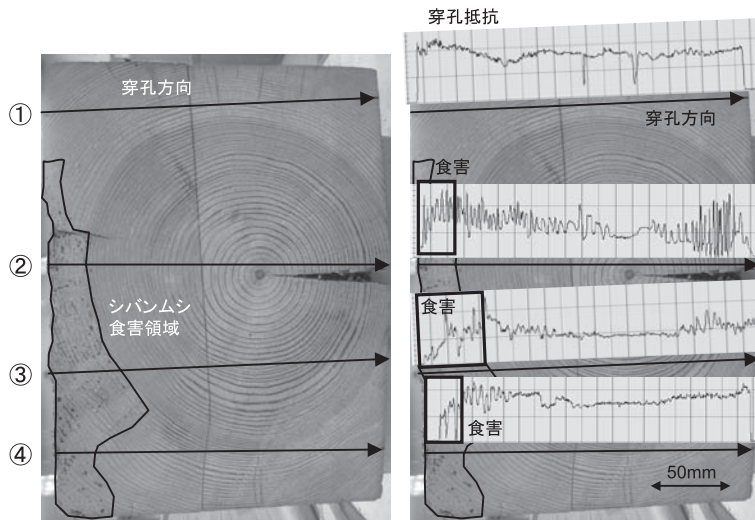 穿孔方向
①
②
シバンムシ
食害領域
③
④
穿孔抵抗
穿孔方向
食害
食害
食害
50mm